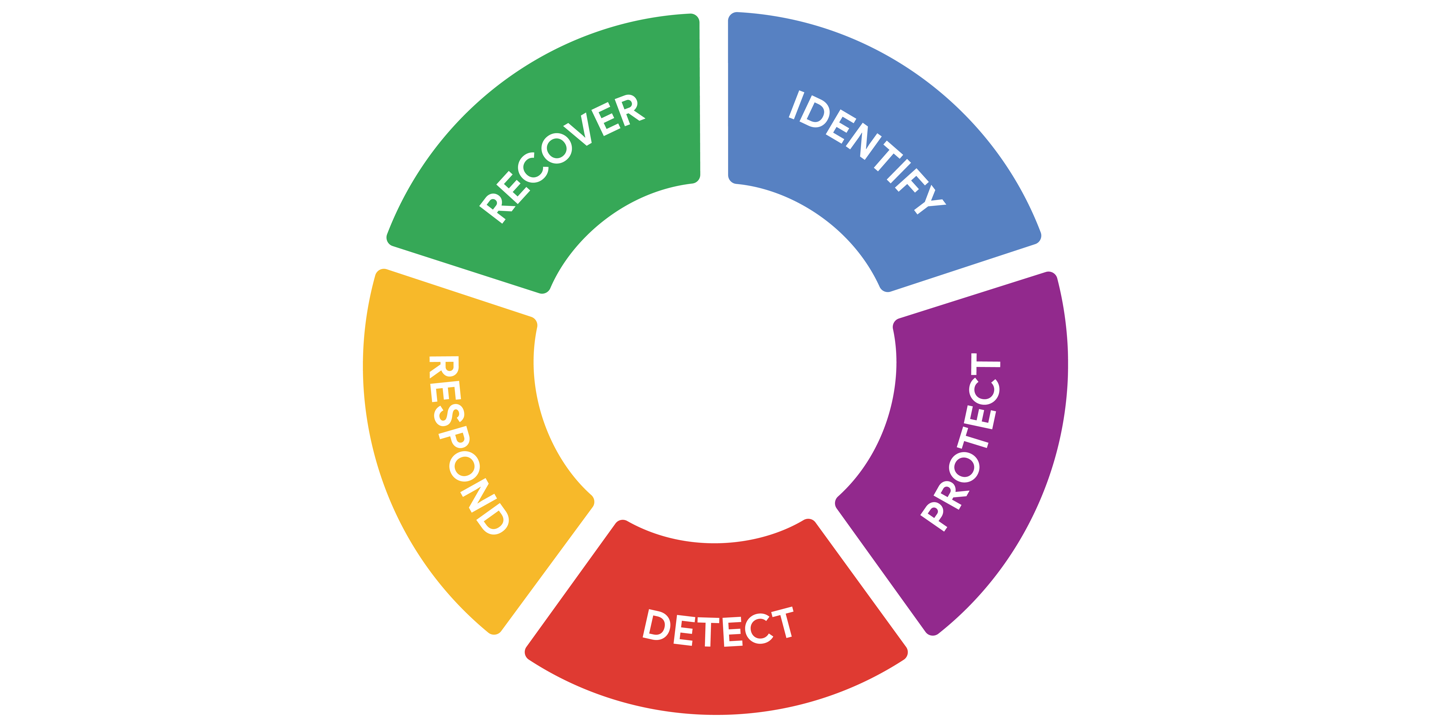 IDENTIFY
PROTECT
DETECT
RESPOND
RECOVER